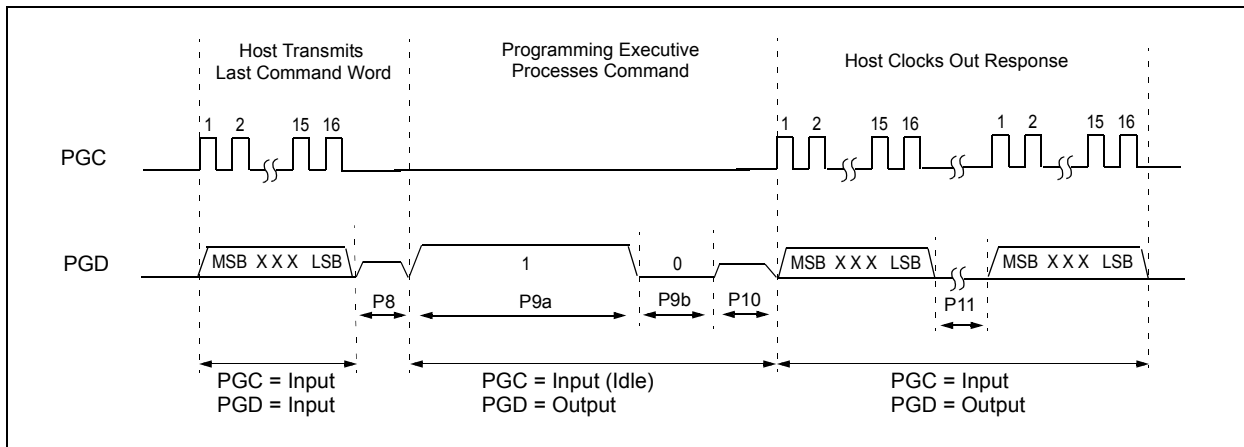 Host Transmits
Last Command Word
Programming Executive
Processes Command
Host Clocks Out Response
1 2 15 16
1 2 15 16
1 2 15 16
PGC
PGD
MSB X X X LSB
1
0
MSB X X X LSB
MSB X X X LSB
P8
P9a
P9b
P10
P11
PGC = Input
PGD = Input
PGC = Input (Idle)
PGD = Output
PGC = Input
PGD = Output